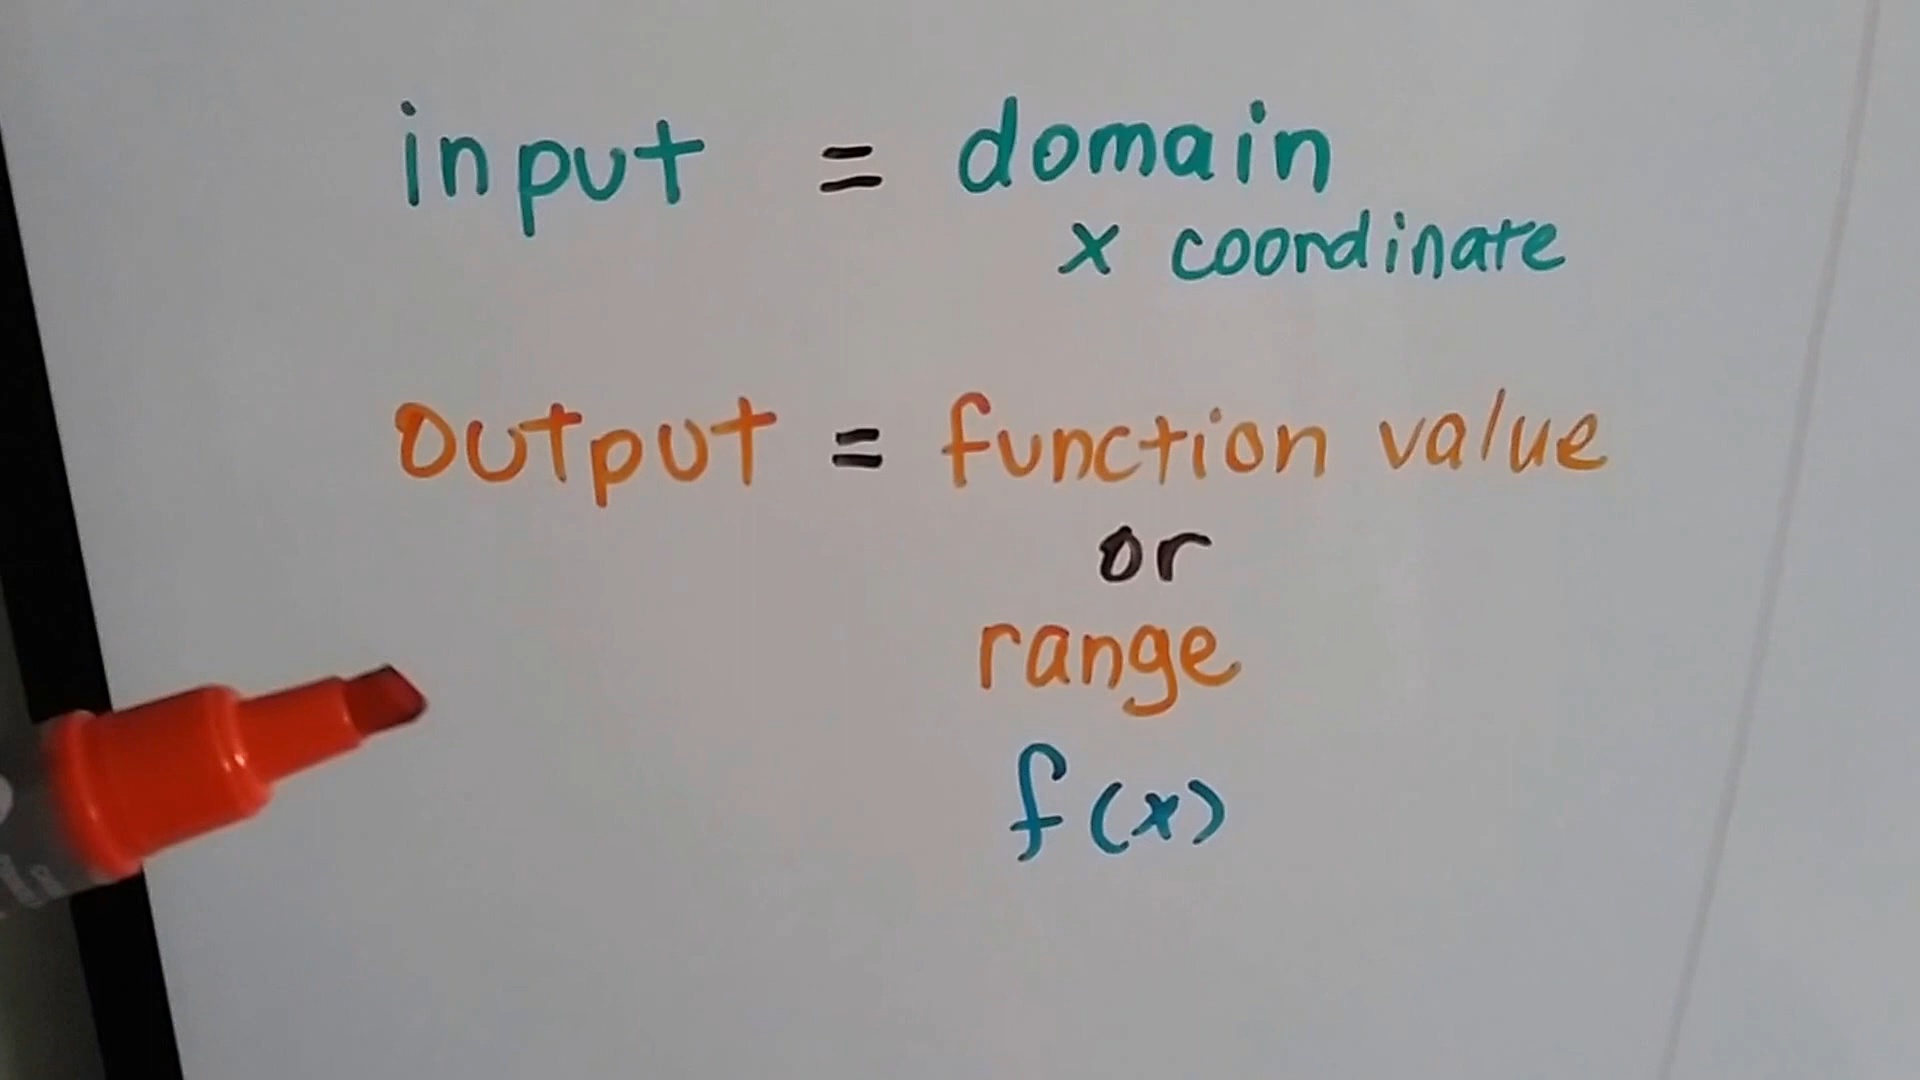 input = domain
x coordinate
output = function value
or
range
f(x)